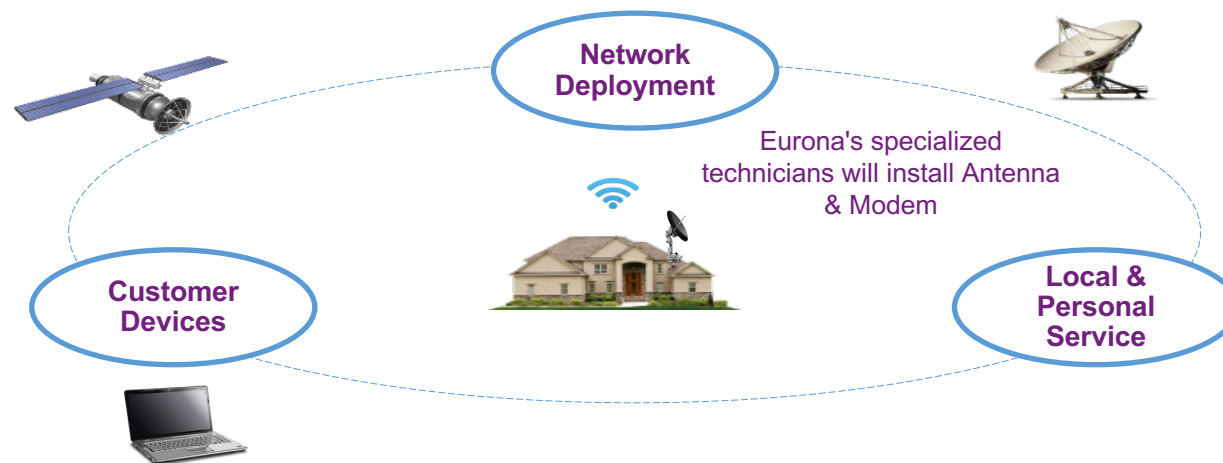 Network
Deployment
Eurona's specialized
technicians will install Antenna
& Modem
Customer
Devices
Local &
Personal
Service